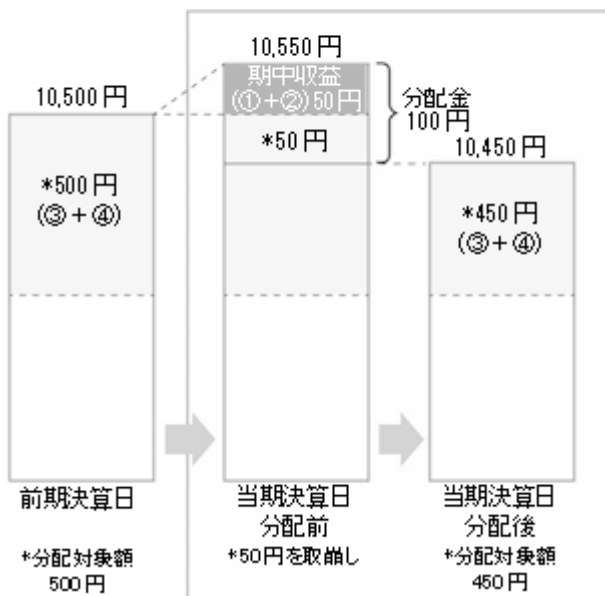 10,550円
期中収益
(①+②)50円
分配金
100円
10,500円
*50円
10,450円
*500円
(③+④)
*450円
(③+④)
前期決算日
当期決算日
分配前
当期決算日
分配後
*分配対象額
500円
*50円を取崩し
*分配対象額
450円